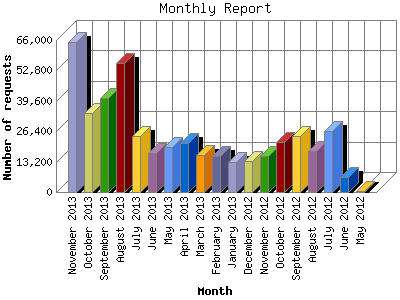 Monthly Report
Number of requests
66,000
52,800
39,600
26,400
13,200
0
November 2013
October 2013
September 2013
August 2013
July 2013
June 2013
May 2013
April 2013
March 2013
February 2013
January 2013
December 2012
November 2012
October 2012
September 2012
August 2012
July 2012
June 2012
May 2012
Month